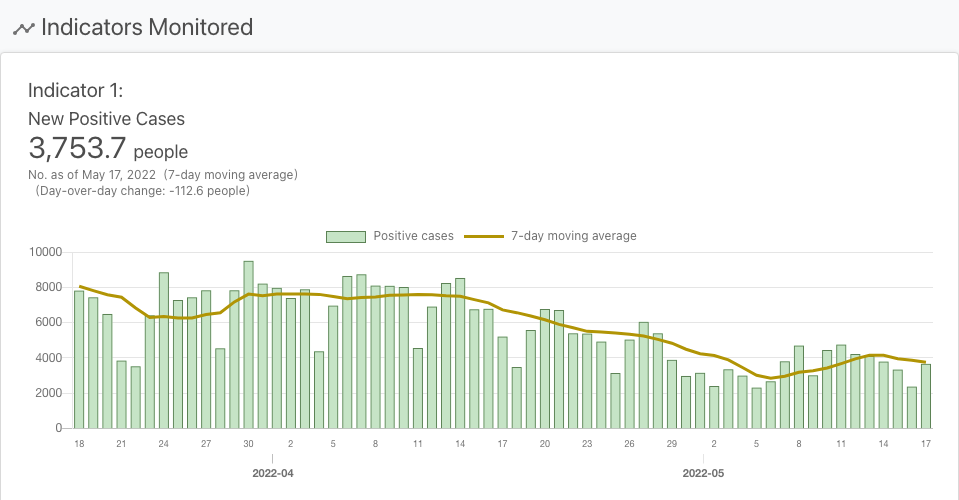 Indicators Monitored
Indicator 1:
New Positive Cases
3,753.7 people
No. as of May 17, 2022 (7-day moving average)
(Day-over-day change: -112.6 people)
Positive cases 7-day moving average
10000
8000
6000
4000
2000
0
18 21 24 27 30 2 5 8 11 14 17 20 23 26 29 2 5 8 11 14 17
2022-04 2022-05